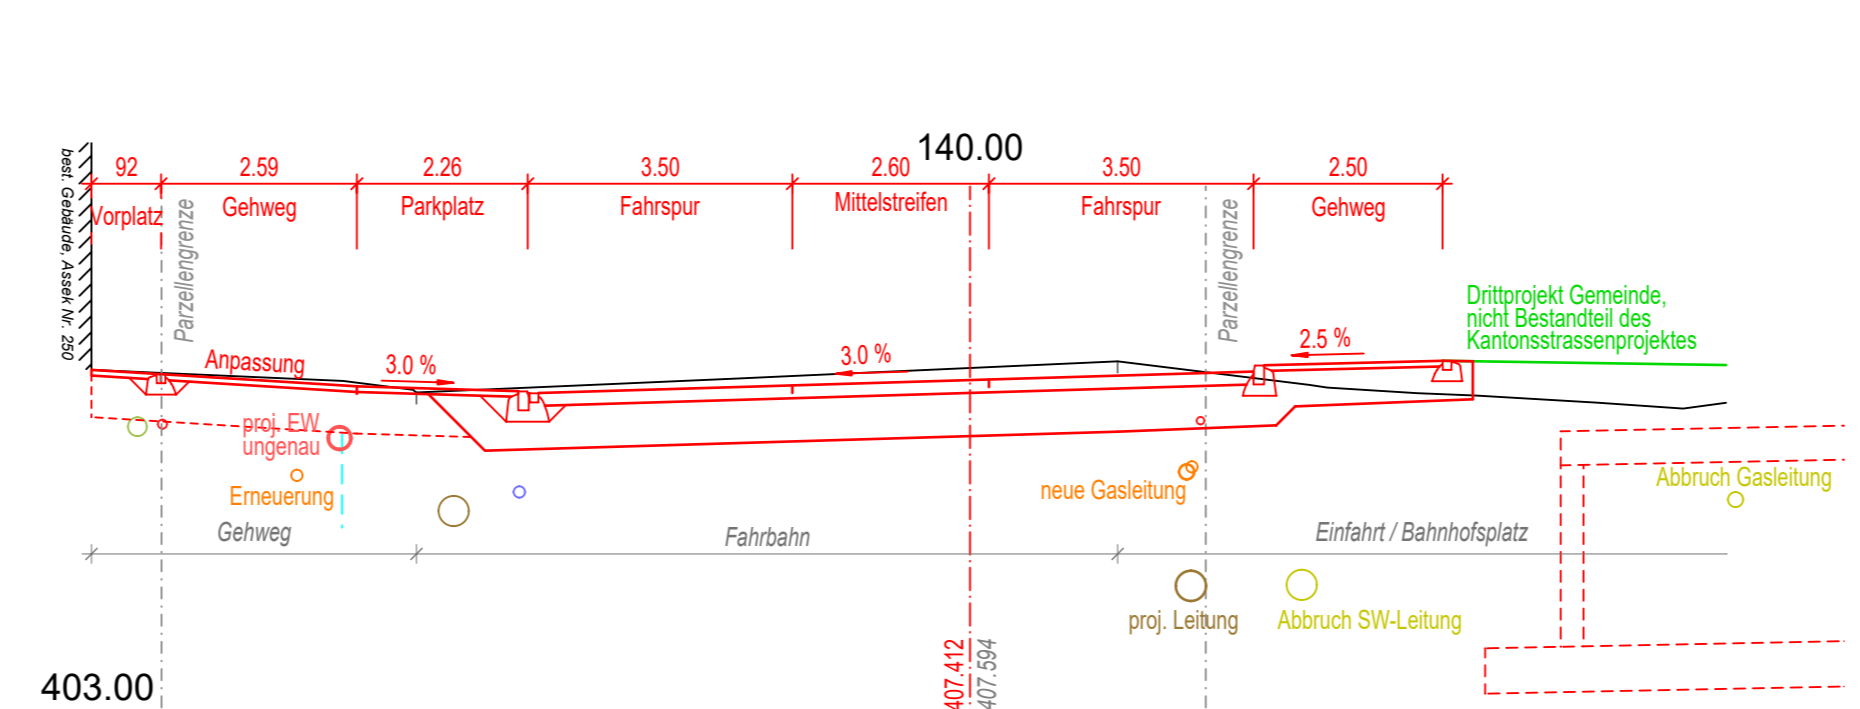 140.00
92
2.59
2.26
3.50
2.60
3.50
2.50
Vorplatz
Gehweg
Parkplatz
Fahrspur
Mittelstreifen
Fahrspur
Gehweg
best. Gebäude, Assek Nr. 250
Parzellengrenze
Parzellengrenze
Drittprojekt Gemeinde,
nicht Bestandteil des
Kantonsstrassenprojektes
Anpassung
3.0 %
3.0 %
2.5 %
proj. EW
ungenau
Erneuerung
neue Gasleitung
Abbruch Gasleitung
Gehweg
Fahrbahn
Einfahrt / Bahnhofsplatz
proj. Leitung
Abbruch SW-Leitung
407.412
407.594
403.00